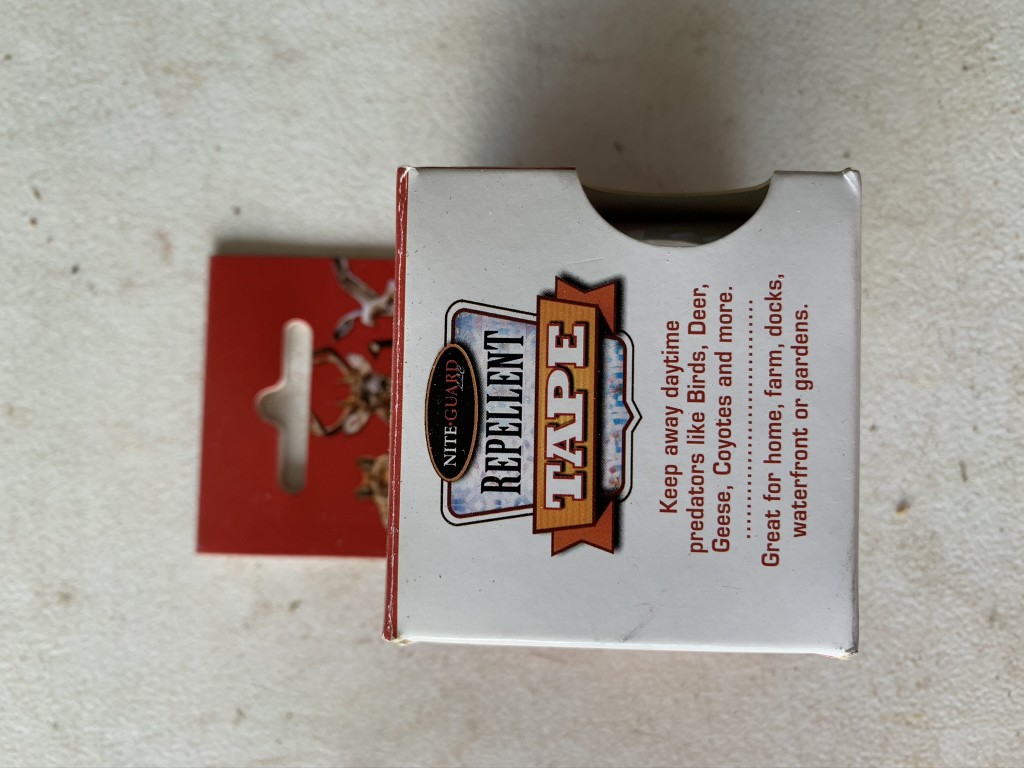 NITE·GUARD LLC
REPELLENT
TAPE
Keep away daytime
predators like Birds, Deer,
Geese, Coyotes and more.
Great for home, farm, docks,
waterfront or gardens.